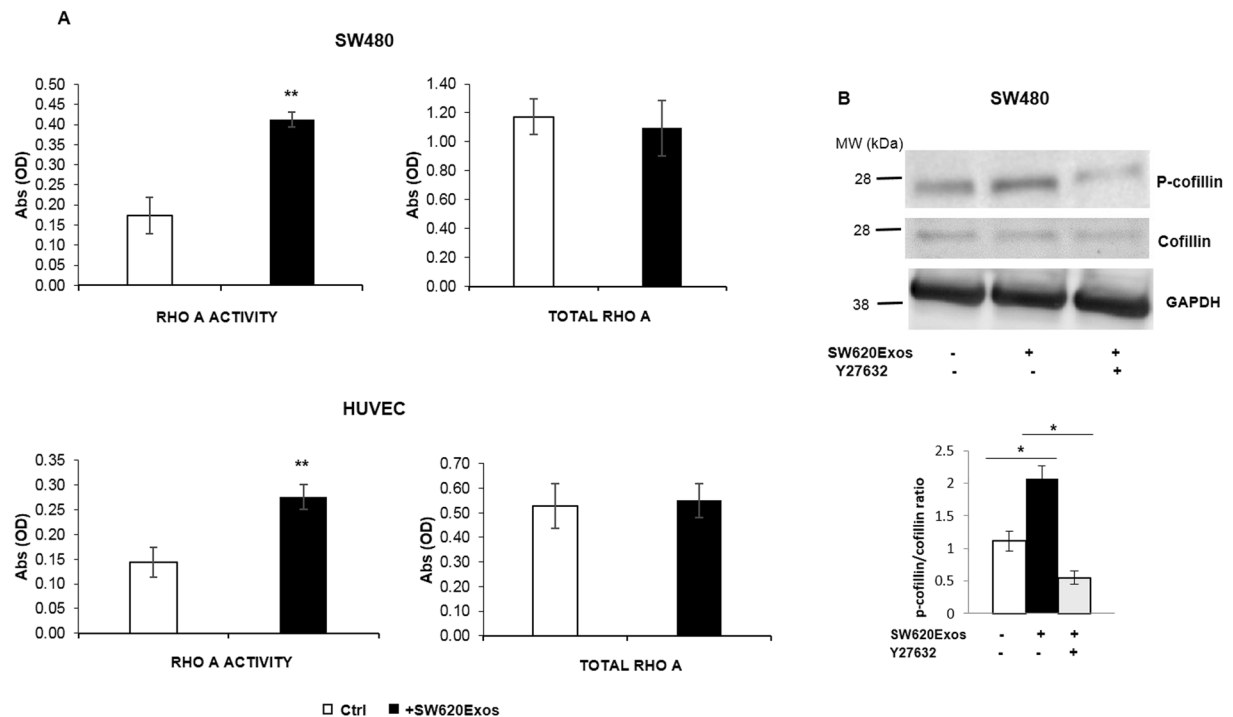 A
SW480
0.50
0.45
0.40
0.35
0.30
0.25
0.20
0.15
0.10
0.05
0.00
Abs (OD)
**
RHO A ACTIVITY
1.40
1.20
1.00
0.80
0.60
0.40
0.20
0.00
Abs (OD)
TOTAL RHO A
HUVEC
0.35
0.30
0.25
0.20
0.15
0.10
0.05
0.00
Abs (OD)
**
RHO A ACTIVITY
0.70
0.60
0.50
0.40
0.30
0.20
0.10
0.00
Abs (OD)
TOTAL RHO A
Ctrl +SW620Exos
B
SW480
MW (kDa)
28 P-cofillin
28 Cofillin
38 GAPDH
SW620Exos - + +
Y27632 - - +
2.5
2
1.5
1
0.5
0
p-cofillin/cofillin ratio
*
*
SW620Exos - + +
Y27632 - - +